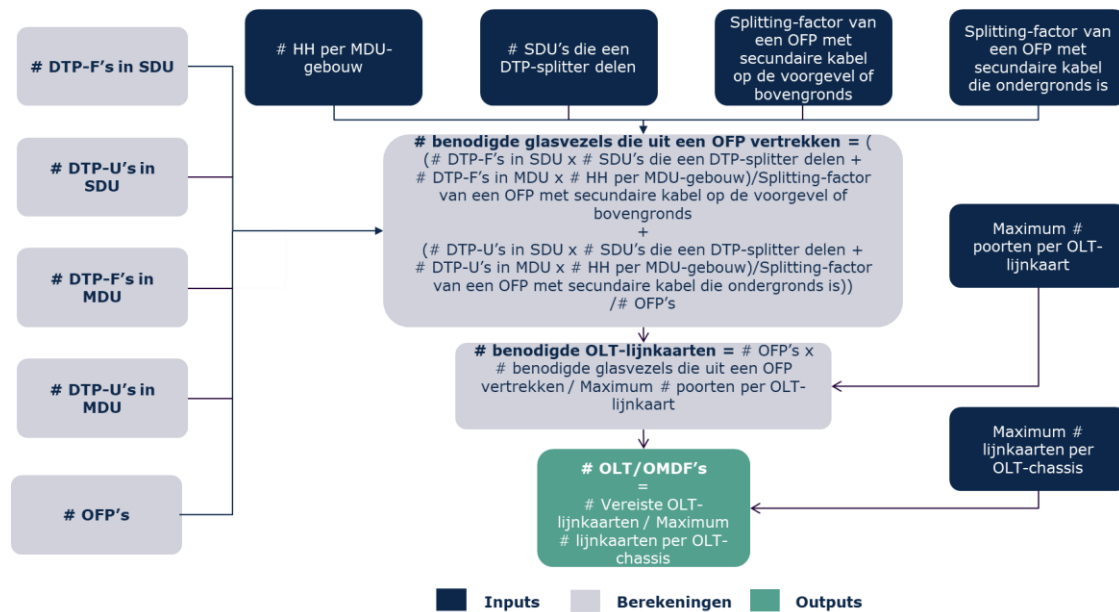 # DTP-F's in SDU
# DTP-U's in
SDU
# DTP-F's in
MDU
# DTP-U's in
MDU
# OFP's
# HH per MDU-
gebouw
# SDU's die een
DTP-splitter delen
Splitting-factor van
een OFP met
secundair kabel
op de voorgevel of
bovengronds
Splitting-factor van
een OFP met
secundaire kabel
die ondergronds is
# benodigde glasvezels die uit een OFP vertrekken = (
(# DTP-F's in SDU x # SDU's die een DTP-splitter delen +
# DTP-F's in MDU x # HH per MDU-gebouw)/Splitting-factor
van een OFP met secundaire kabel op de voorgevel of
bovengronds
+
(# DTP-U's in SDU x # SDU's die een DTP-splitter delen +
# DTP-U's in MDU x # HH per MDU-gebouw)/Splitting-factor
van een OFP met secundaire kabel die ondergronds is))
/# OFP's
Maximum #
poorten per OLT-
lijnkaart
# benodigde OLT-lijnkaarten = # OFP's x
# benodigde glasvezels die uit een OFP
vertrekken / Maximum # poorten per OLT-
lijnkaart
Maximum #
lijnkaarten per
OLT-chassis
# OLT/OMDF's
=
# Vereiste OLT-
lijnkaarten / Maximum
# lijnkaarten per OLT-
chassis
Inputs
Berekeningen
Outputs